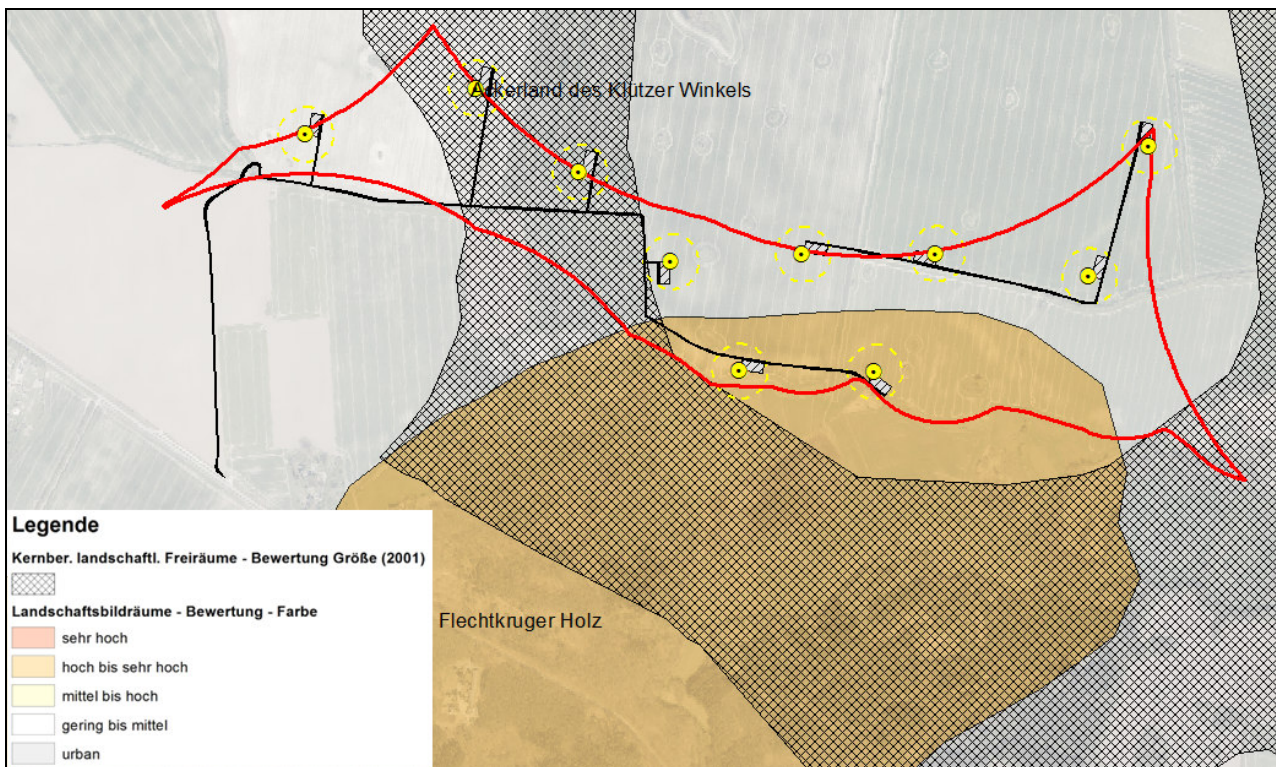 Ackerland des Klützer Winkels
Flechtkruger Holz
Legende
Kernber. landschaftl. Freiräume - Bewertung Größe (2001)
Landschaftsbildräume - Bewertung - Farbe
sehr hoch
hoch bis sehr hoch
mittel bis hoch
gering bis mittel
urban